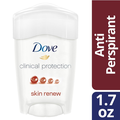 Dove
clinical protection
skin renew
Anti
Perspirant
1.7
oz